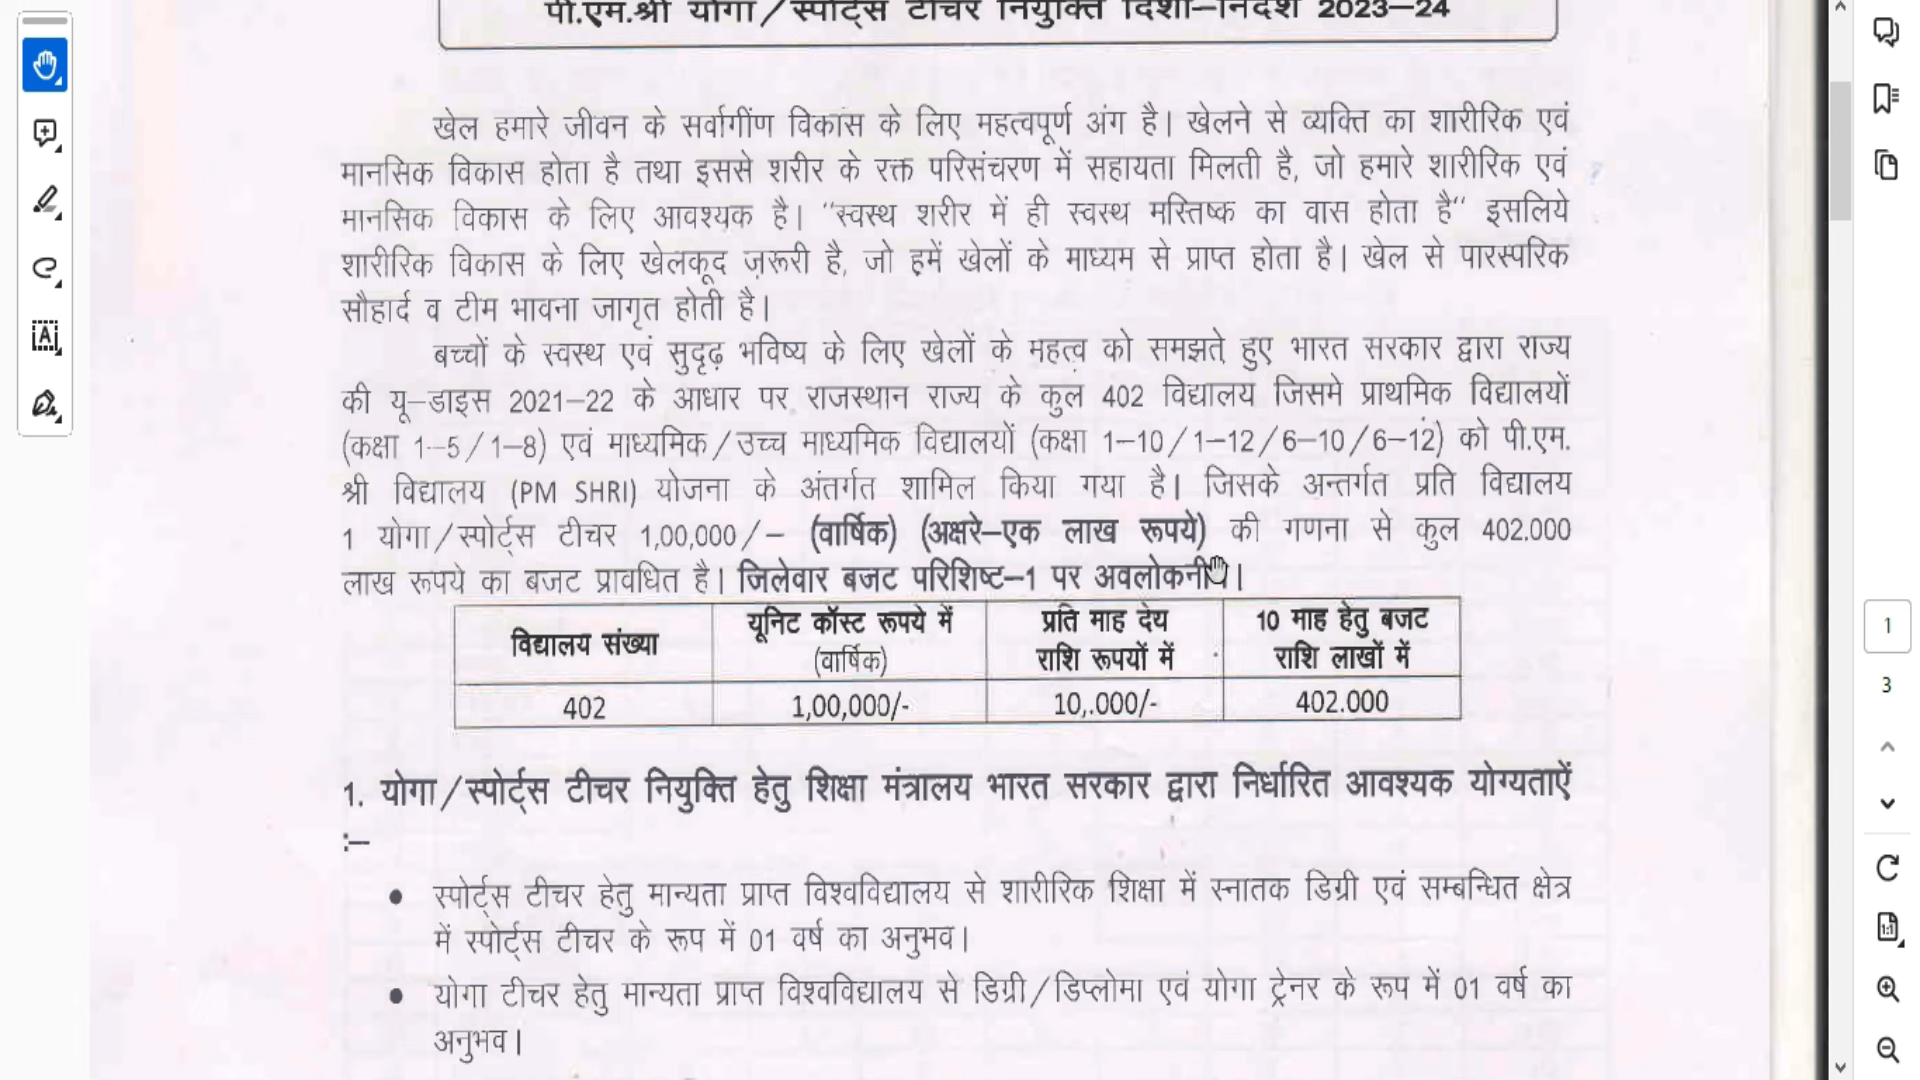 पी.एम.श्री योगा/स्पोर्ट्स टीचर नियुक्ति दिशा–निर्देश 2023–24
खेल हमारे जीवन के सर्वांगींण विकास के लिए महत्वपूर्ण अंग है। खेलने से व्यक्ति का शारीरिक एवं
मानसिक विकास होता है तथा इससे शरीर के रक्त परिसंचरण में सहायता मिलती है, जो हमारे शारीरिक एवं
मानसिक विकास के लिए आवश्यक है। "स्वस्थ शरीर में ही स्वस्थ मस्तिष्क का वास होता है" इसलिये
शारीरिक विकास के लिए खेलकूद ज़रूरी है, जो हमें खेलों के माध्यम से प्राप्त होता है। खेल से पारस्परिक
सौहार्द व टीम भावना जागृत होती है।
बच्चों के स्वस्थ एवं सुदृढ़ भविष्य के लिए खेलों के महत्व को समझते हुए भारत सरकार द्वारा राज्य
की यू–डाइस 2021–22 के आधार पर राजस्थान राज्य के कुल 402 विद्यालय जिसमे प्राथमिक विद्यालयों
(कक्षा 1–5/1–8) एवं माध्यमिक/उच्च माध्यमिक विद्यालयों (कक्षा 1–10/1–12/6–10/6–12) को पी.एम.
श्री विद्यालय (PM SHRI) योजना के अंतर्गत शामिल किया गया है। जिसके अन्तर्गत प्रति विद्यालय
1 योगा/स्पोर्ट्स टीचर 1,00,000/– (वार्षिक) (अक्षरे–एक लाख रूपये) की गणना से कुल 402.000
लाख रूपये का बजट प्रावधित है। जिलेवार बजट परिशिष्ट–1 पर अवलोकनीय।
विद्यालय संख्या	यूनिट कॉस्ट रूपये में (वार्षिक)	प्रति माह देय राशि रूपयों में	10 माह हेतु बजट राशि लाखों में
402	1,00,000/-	10,.000/-	402.000
1. योगा/स्पोर्ट्स टीचर नियुक्ति हेतु शिक्षा मंत्रालय भारत सरकार द्वारा निर्धारित आवश्यक योग्यताऐं
:–
● स्पोर्ट्स टीचर हेतु मान्यता प्राप्त विश्वविद्यालय से शारीरिक शिक्षा में स्नातक डिग्री एवं सम्बन्धित क्षेत्र
में स्पोर्ट्स टीचर के रूप में 01 वर्ष का अनुभव।
● योगा टीचर हेतु मान्यता प्राप्त विश्वविद्यालय से डिग्री/डिप्लोमा एवं योगा ट्रेनर के रूप में 01 वर्ष का
अनुभव।
1
3